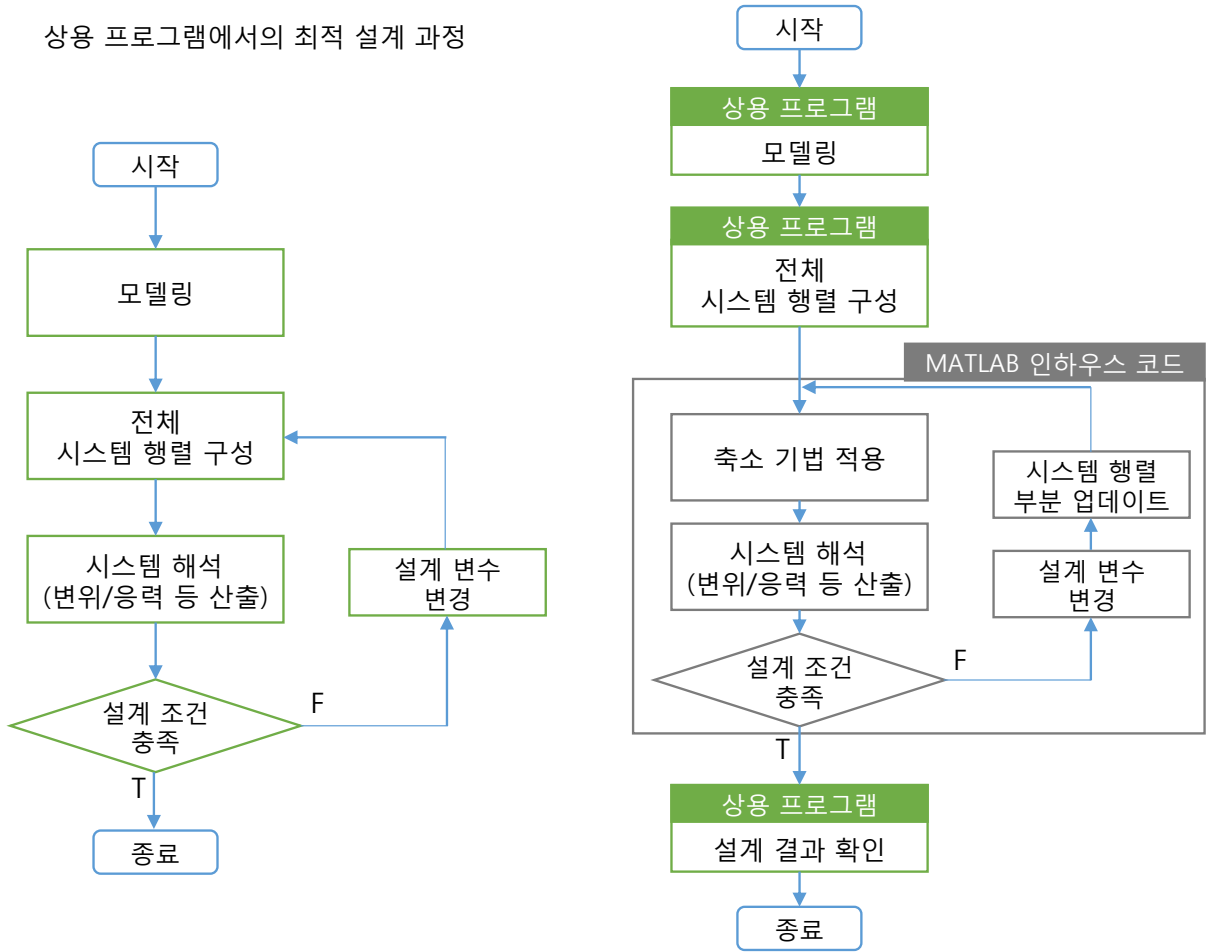 상용 프로그램에서의 최적 설계 과정
시작
모델링
전체
시스템 행렬 구성
시스템 해석
(변위/응력 등 산출)
설계 변수
변경
설계 조건
충족
F
T
종료
시작
상용 프로그램
모델링
상용 프로그램
전체
시스템 행렬 구성
MATLAB 인하우스 코드
축소 기법 적용
시스템 행렬
부분 업데이트
시스템 해석
(변위/응력 등 산출)
설계 변수
변경
설계 조건
충족
F
T
상용 프로그램
설계 결과 확인
종료